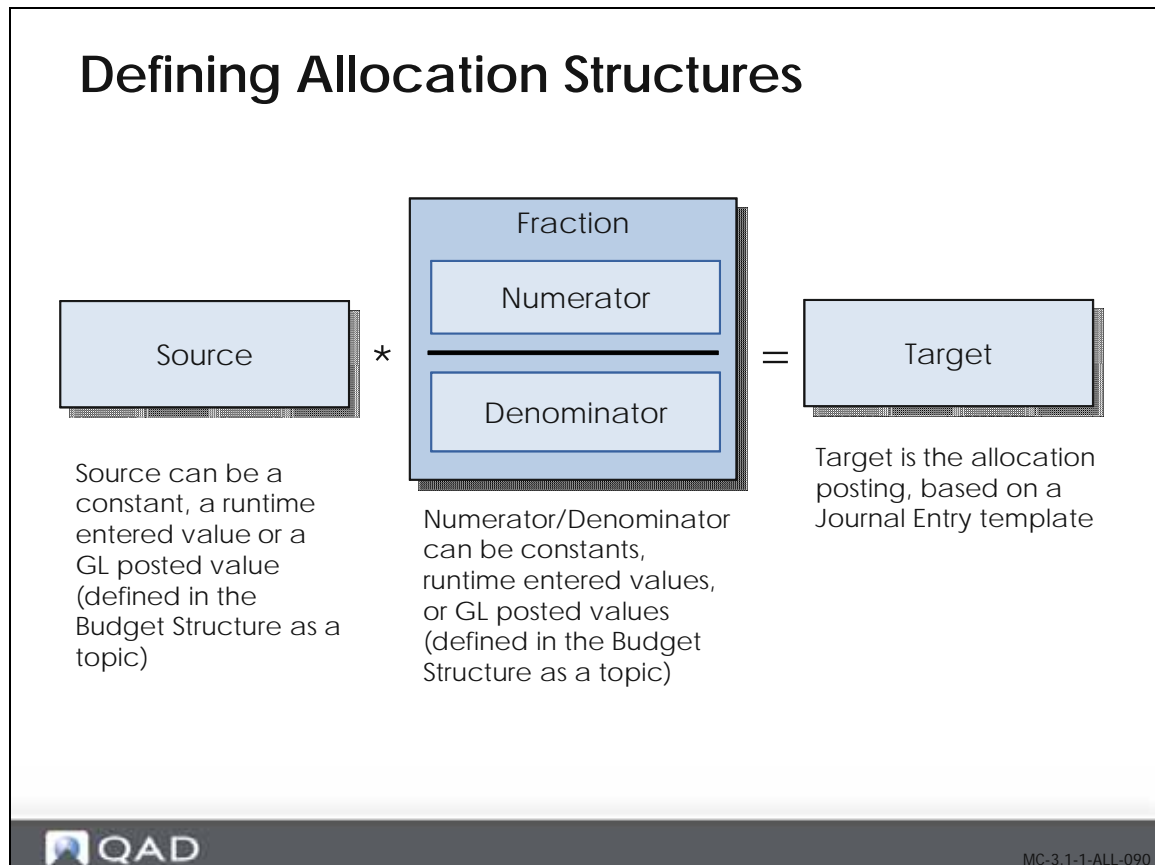 Defining Allocation Structures
Fraction
Numerator
Source
*
=
Target
Denominator
Source can be a
constant, a runtime
entered value or a
GL posted value
(defined in the
Budget Structure as a
topic)
Numerator/Denominator
can be constants,
runtime entered values,
or GL posted values
(defined in the Budget
Structure as a topic)
Target is the allocation
posting, based on a
Journal Entry template
QAD
MC-3.1-1-ALL-090